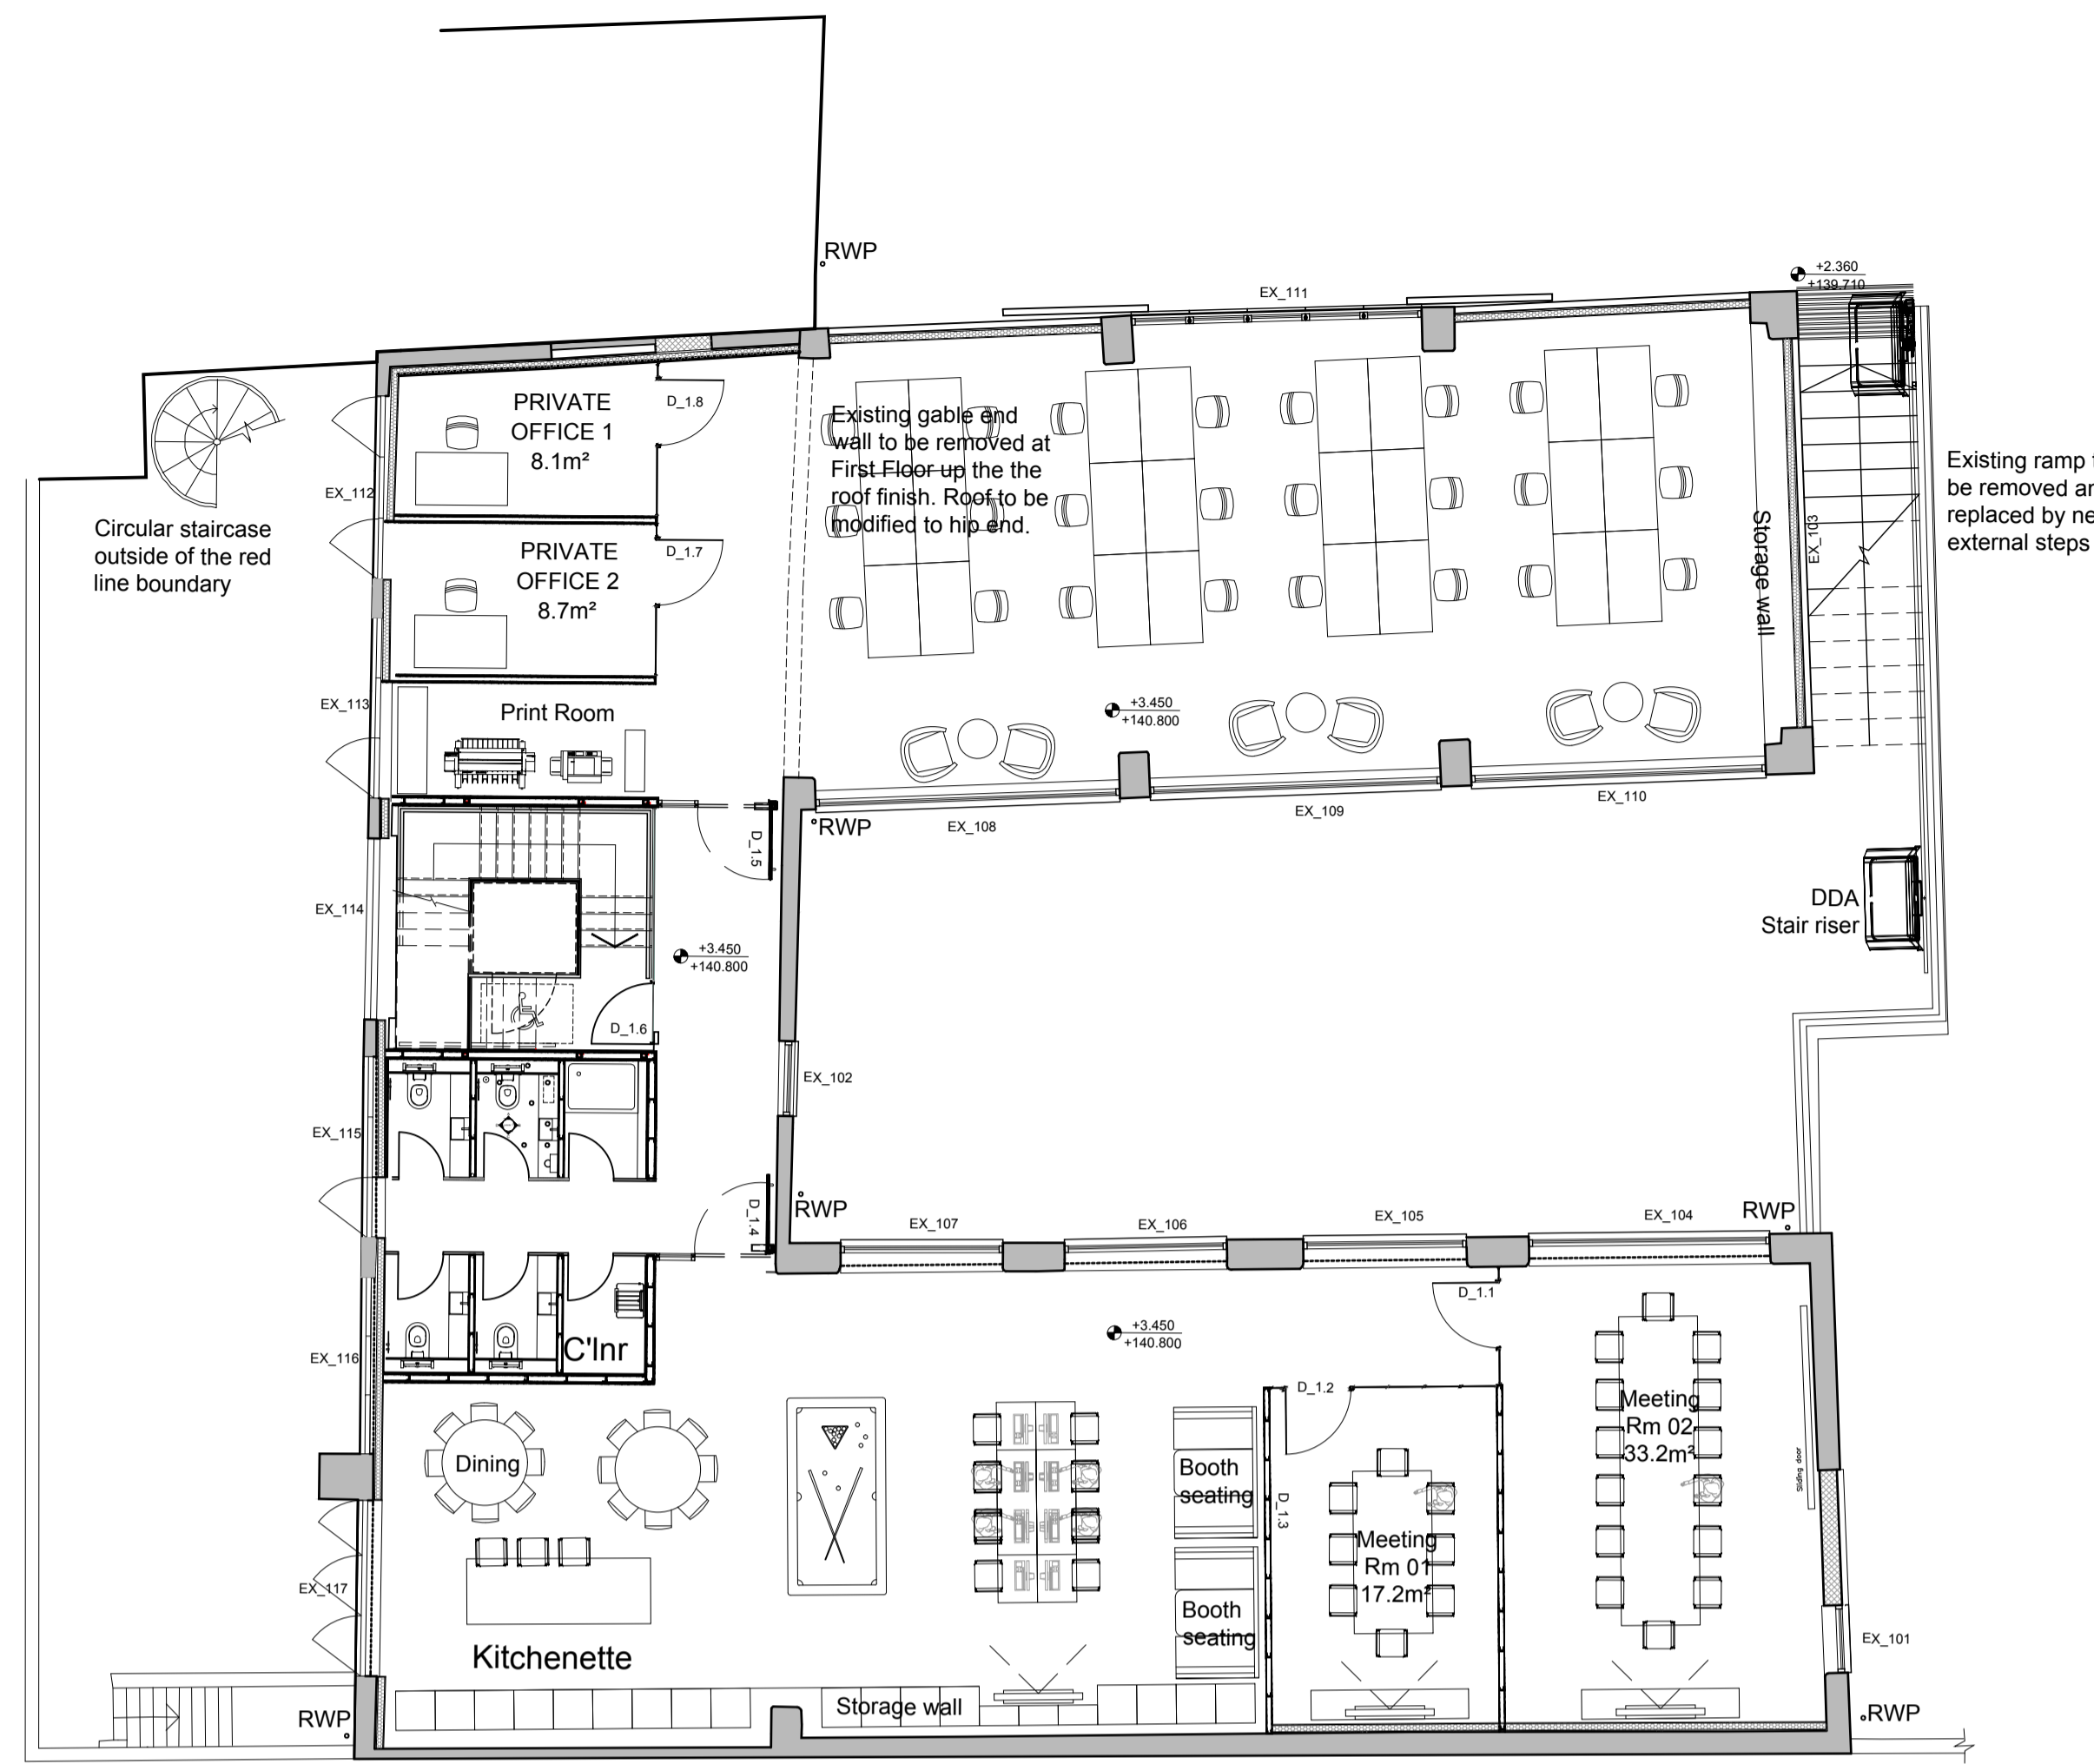 RWP
+2.360
+139.710
EX_111
PRIVATE
OFFICE 1
8.1m²
D_1.8
Existing gable end
wall to be removed at
First Floor up the the
roof finish. Roof to be
modified to hip end.
Existing ramp
be removed
replaced by
external steps
EX_112
Circular staircase
outside of the red
line boundary
PRIVATE
OFFICE 2
8.7m²
D_1.7
Storage wall
EX_103
EX_113
Print Room
+3.450
+140.800
D_1.5
RWP
EX_108
EX_109
EX_110
EX_114
DDA
Stair riser
+3.450
+140.800
D_1.6
EX_102
EX_115
D_1.4
RWP
EX_107
EX_106
EX_105
EX_104
RWP
D_1.1
+3.450
+140.800
EX_116
C'lnr
D_1.2
Dining
Booth
seating
D_1.3
Meeting
Rm 02
33.2m²
Sliding door
Meeting
Rm 01
17.2m²
EX_117
Booth
seating
EX_101
Kitchenette
Storage wall
RWP
RWP